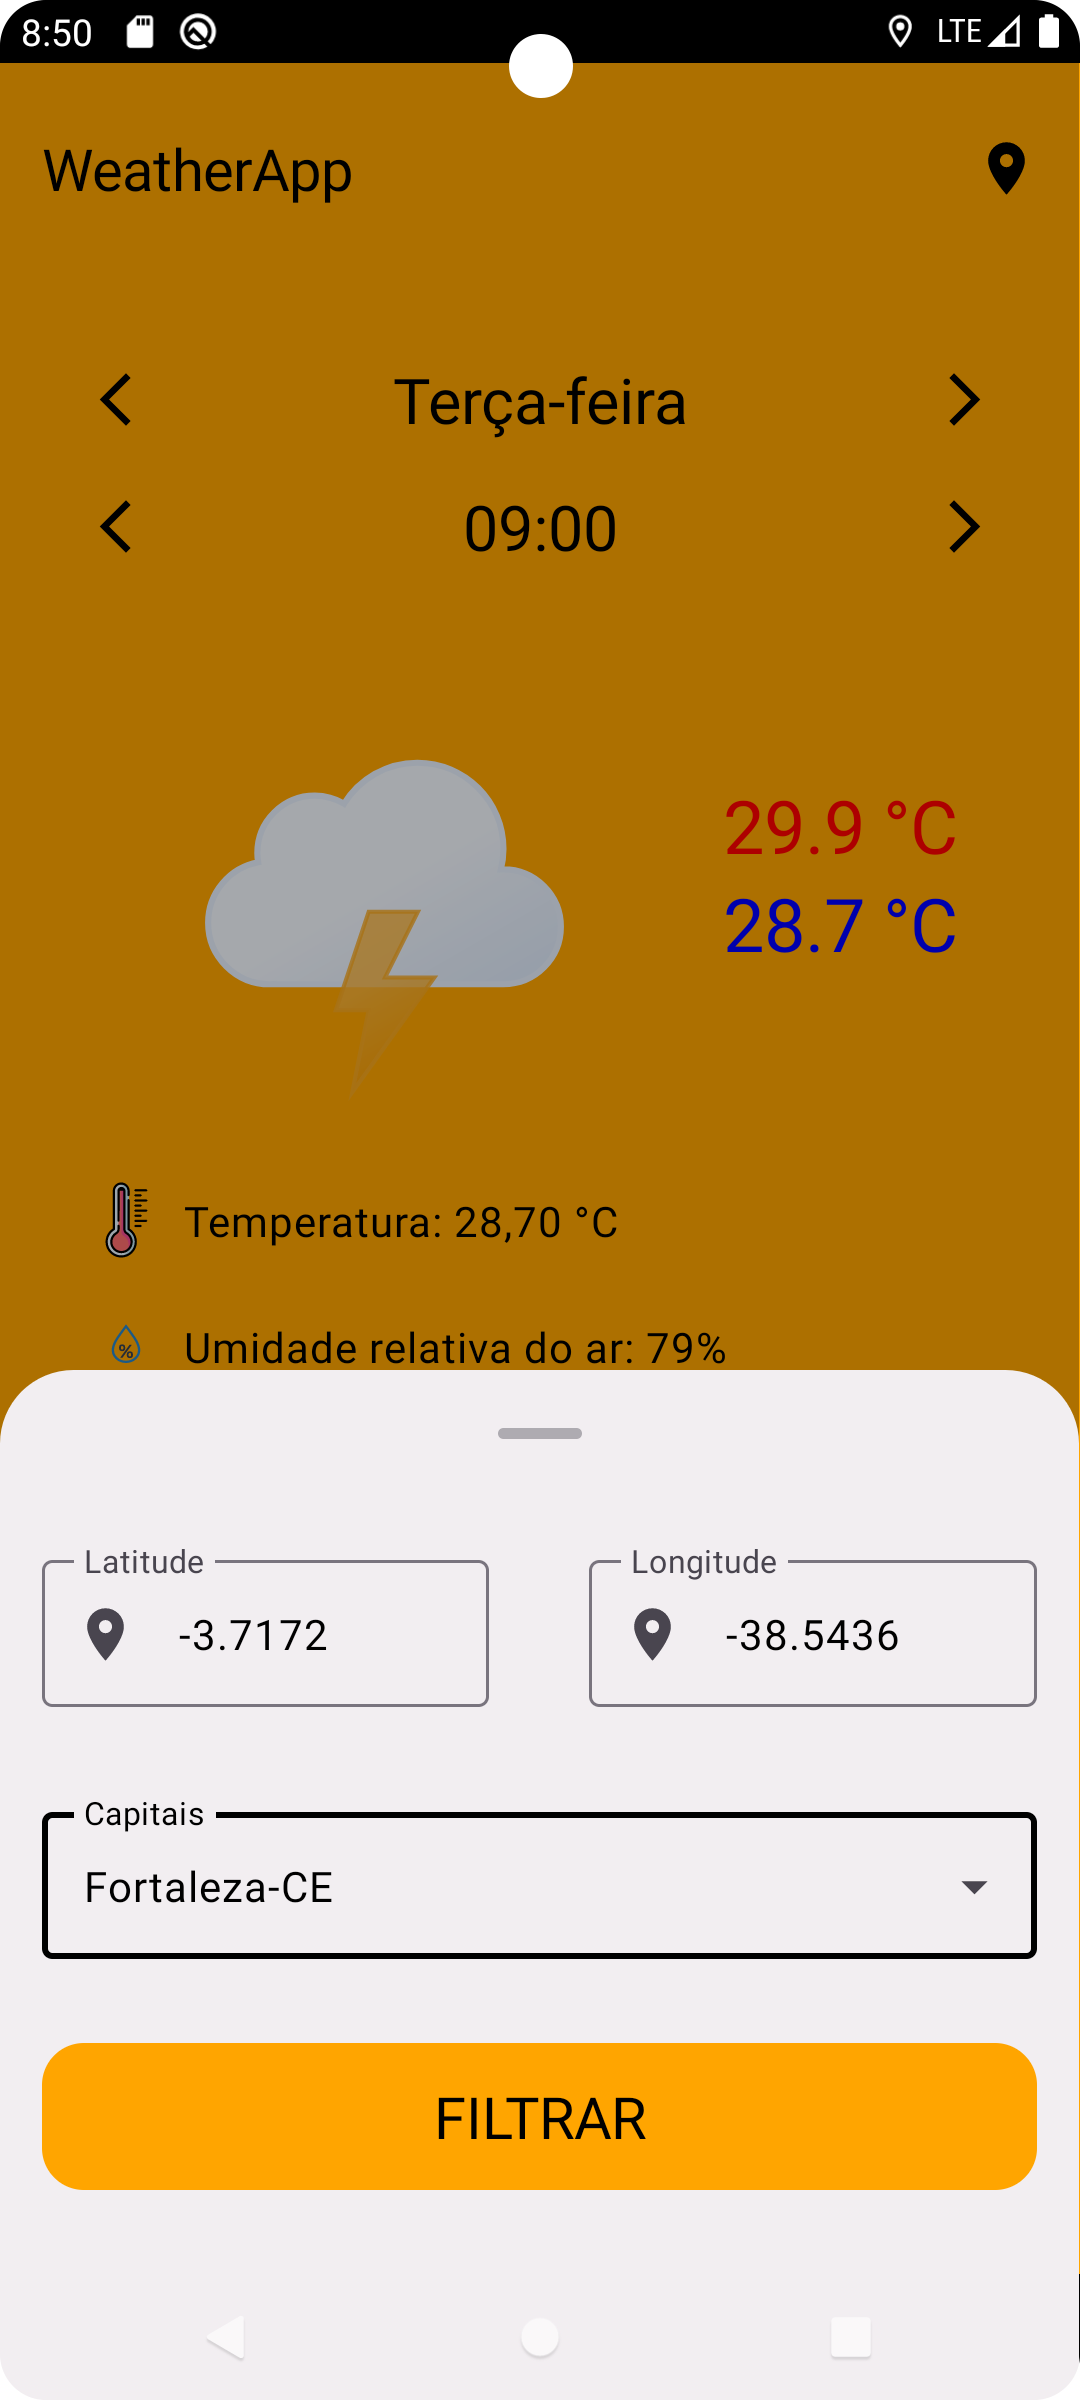 8:50
LTE
WeatherApp
Terça-feira
09:00
29.9 °C
28.7 °C
Temperatura: 28,70 °C
% Umidade relativa do ar: 79%
Latitude
Longitude
-3.7172
-38.5436
Capitais
Fortaleza-CE
FILTRAR